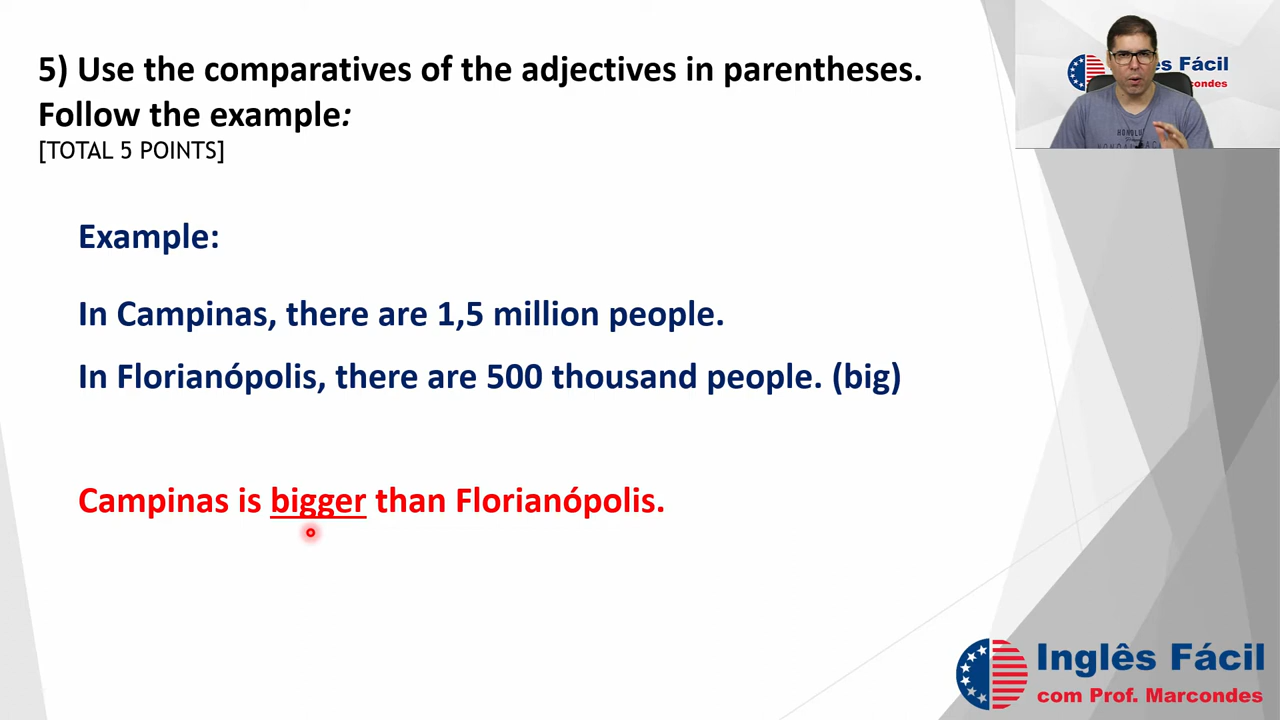 5) Use the comparatives of the adjectives in parentheses.
Follow the example:
[TOTAL 5 POINTS]
Example:
In Campinas, there are 1,5 million people.
In Florianópolis, there are 500 thousand people. (big)
Campinas is bigger than Florianópolis.
Fácil
Inglês Fácil
com Prof. Marcondes